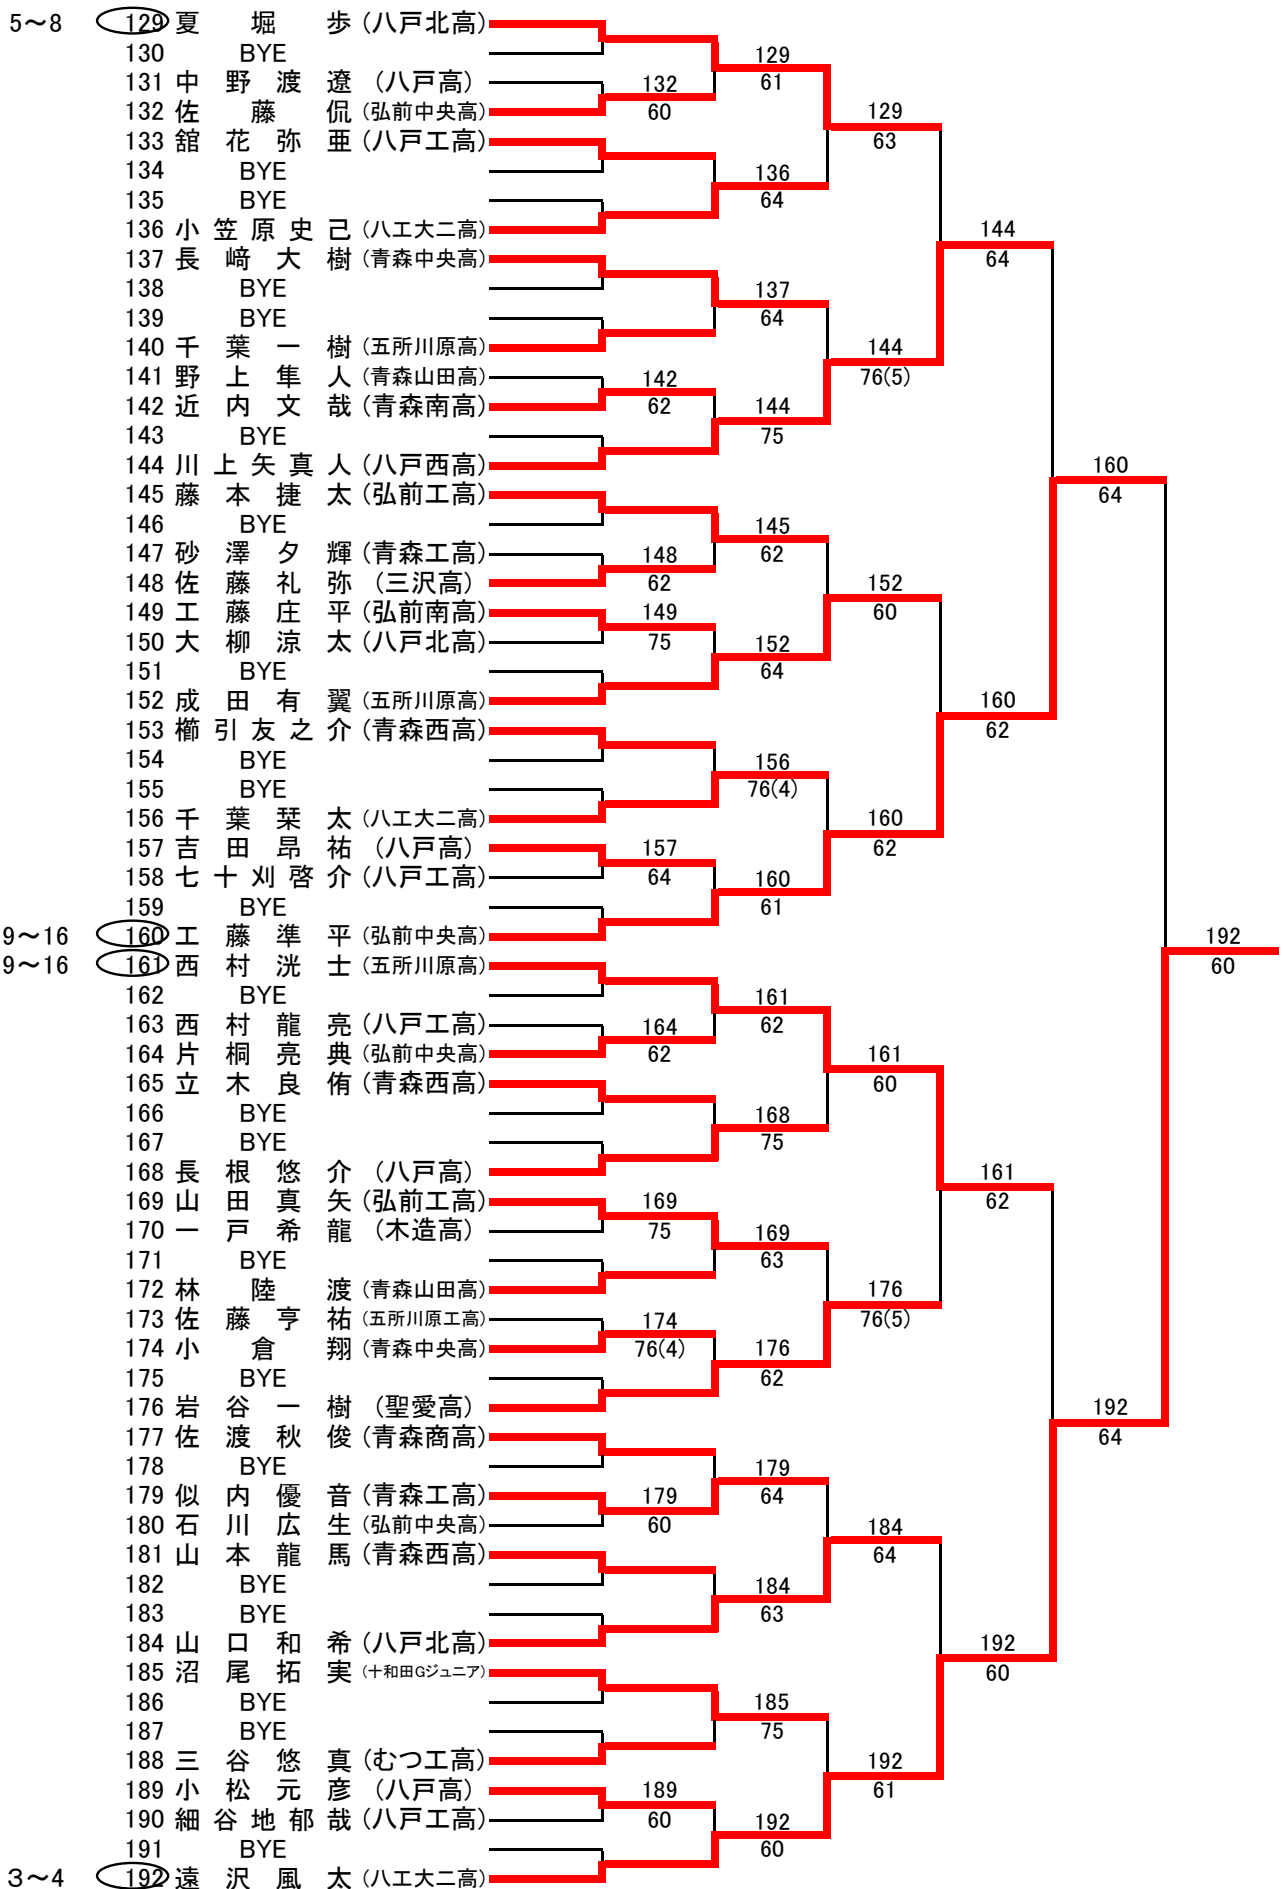 5～8 129 夏堀歩 (八戸北高)
130 BYE
129
131 中野渡遼 (八戸高)
132
61
132 佐藤侃 (弘前中央高)
60
129
133 舘花弥亜 (八戸工高)
63
134 BYE
136
135 BYE
64
136 小笠原史己 (八工大二高)
144
137 長﨑大樹 (青森中央高)
64
138 BYE
137
139 BYE
64
140 千葉一樹 (五所川原高)
144
141 野上隼人 (青森山田高)
142
76(5)
142 近内文哉 (青森南高)
62
144
143 BYE
75
144 川上矢真人 (八戸西高)
160
145 藤本捷太 (弘前工高)
64
146 BYE
145
147 砂澤夕輝 (青森工高)
148
62
148 佐藤礼弥 (三沢高)
62
152
149 工藤庄平 (弘前南高)
149
60
150 大柳涼太 (八戸北高)
75
152
151 BYE
64
152 成田有翼 (五所川原高)
160
153 櫛引友之介 (青森西高)
62
154 BYE
156
155 BYE
76(4)
156 千葉栞太 (八工大二高)
160
157 吉田昂祐 (八戸高)
157
62
158 七十刈啓介 (八戸工高)
64
160
159 BYE
61
9～16 160 工藤準平 (弘前中央高)
192
9～16 161 西村洸士 (五所川原高)
60
162 BYE
161
163 西村龍亮 (八戸工高)
164
62
164 片桐亮典 (弘前中央高)
62
161
165 立木良侑 (青森西高)
60
166 BYE
168
167 BYE
75
168 長根悠介 (八戸高)
161
169 山田真矢 (弘前工高)
169
62
170 一戸希龍 (木造高)
75
169
171 BYE
63
172 林陸渡 (青森山田高)
176
173 佐藤亨祐 (五所川原工高)
174
76(5)
174 小倉翔 (青森中央高)
76(4)
176
175 BYE
62
176 岩谷一樹 (聖愛高)
192
177 佐渡秋俊 (青森商高)
64
178 BYE
179
179 似内優音 (青森工高)
179
64
180 石川広生 (弘前中央高)
60
184
181 山本龍馬 (青森西高)
64
182 BYE
184
183 BYE
63
184 山口和希 (八戸北高)
192
185 沼尾拓実 (十和田Gジュニア)
60
186 BYE
185
187 BYE
75
188 三谷悠真 (むつ工高)
192
189 小松元彦 (八戸高)
189
61
190 細谷地郁哉 (八戸工高)
60
192
191 BYE
60
3～4 192 遠沢風太 (八工大二高)